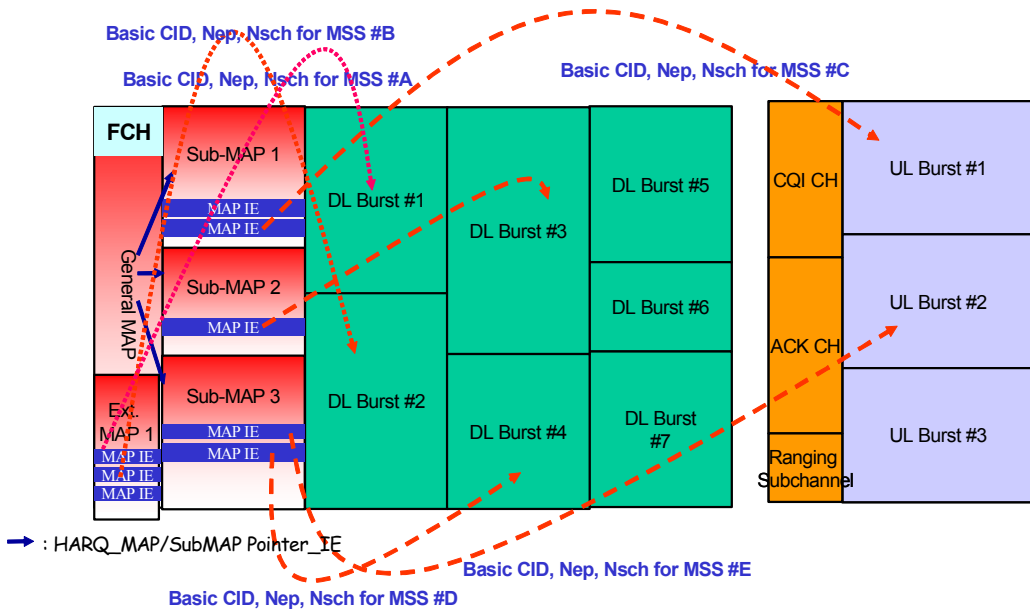 Basic CID, Nep, Nsch for MSS #B
Basic CID, Nep, Nsch for MSS #A
Basic CID, Nep, Nsch for MSS #C
FCH
General MAP
Ext.
MAP 1
MAP IE
MAP IE
MAP IE
Sub-MAP 1
MAP IE
MAP IE
Sub-MAP 2
MAP IE
Sub-MAP 3
MAP IE
MAP IE
DL Burst #1
DL Burst #2
DL Burst #3
DL Burst #4
DL Burst #5
DL Burst #6
DL Burst
#7
CQI CH
ACK CH
Ranging
Subchannel
UL Burst #1
UL Burst #2
UL Burst #3
: HARQ_MAP/SubMAP Pointer_IE
Basic CID, Nep, Nsch for MSS #E
Basic CID, Nep, Nsch for MSS #D